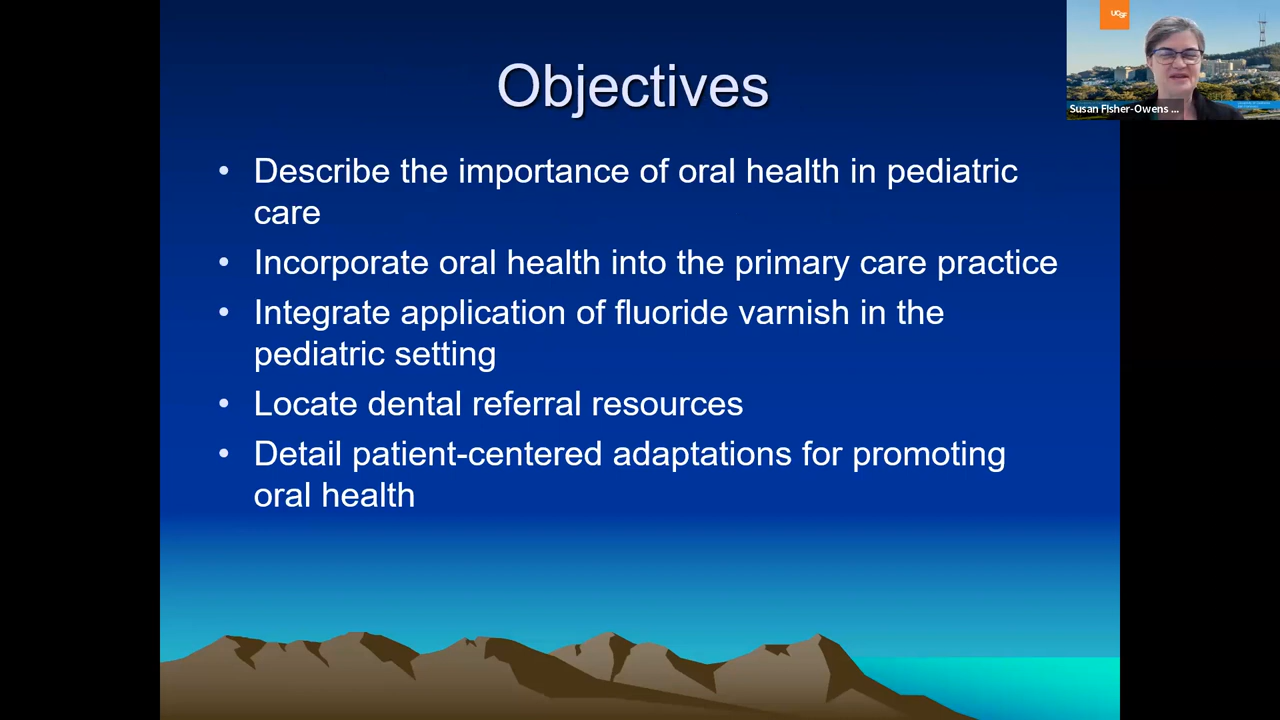 Objectives
• Describe the importance of oral health in pediatric
care
• Incorporate oral health into the primary care practice
• Integrate application of fluoride varnish in the
pediatric setting
• Locate dental referral resources
• Detail patient-centered adaptations for promoting
oral health
UCSF
Susan FIsher-Owens ...